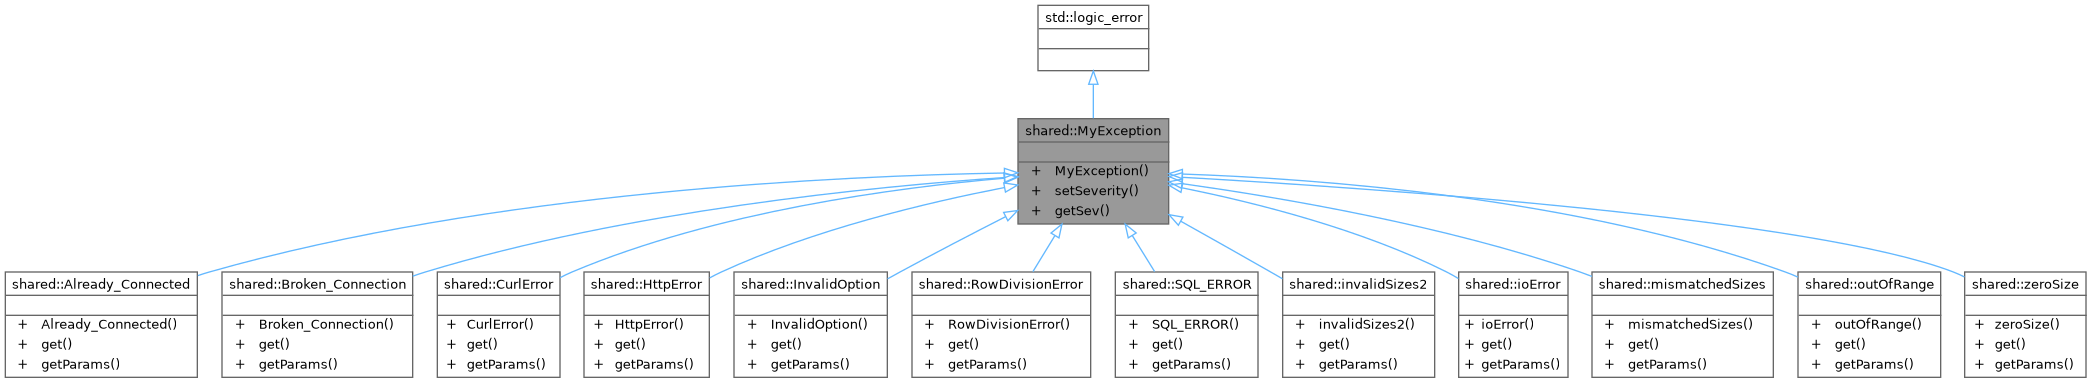 std::logic_error
shared::MyException
+ MyException()
+ setSeverity()
+ getSev()
shared::Already_Connected
+ Already_Connected()
+ get()
+ getParams()
shared::Broken_Connection
+ Broken_Connection()
+ get()
+ getParams()
shared::CurlError
+ CurlError()
+ get()
+ getParams()
shared::HttpError
+ HttpError()
+ get()
+ getParams()
shared::InvalidOption
+ InvalidOption()
+ get()
+ getParams()
shared::RowDivisionError
+ RowDivisionError()
+ get()
+ getParams()
shared::SQL_ERROR
+ SQL_ERROR()
+ get()
+ getParams()
shared::invalidSizes2
+ invalidSizes2()
+ get()
+ getParams()
shared::ioError
+ ioError()
+ get()
+ getParams()
shared::mismatchedSizes
+ mismatchedSizes()
+ get()
+ getParams()
shared::outOfRange
+ outOfRange()
+ get()
+ getParams()
shared::zeroSize
+ zeroSize()
+ get()
+ getParams()